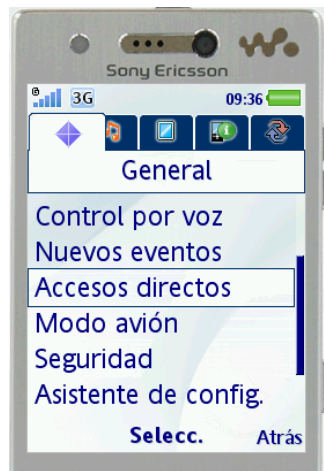 Sony Ericsson
3G 09:36
General
Control por voz
Nuevos eventos
Accesos directos
Modo avión
Seguridad
Asistente de config.
Selecc. Atrás